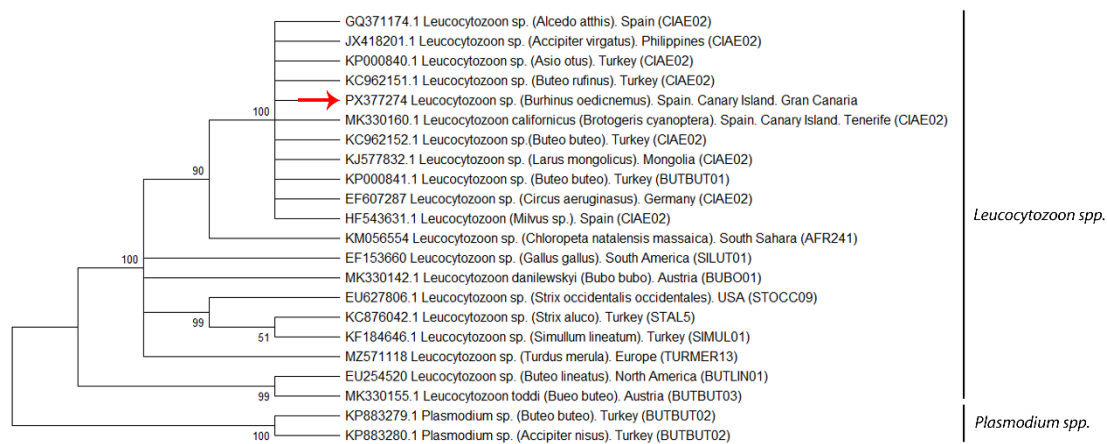 GQ371174.1 Leucocytozoon sp. (Alcedo atthis). Spain (CIAE02)
JX418201.1 Leucocytozoon sp. (Accipiter virgatus). Philippines (CIAE02)
KP000840.1 Leucocytozoon sp. (Asio otus). Turkey (CIAE02)
KC962151.1 Leucocytozoon sp. (Buteo rufinus). Turkey (CIAE02)
PX377274 Leucocytozoon sp. (Burhinus oedicnemus). Spain. Canary Island. Gran Canaria
100
MK330160.1 Leucocytozoon californicus (Brotogeris cyanoptera). Spain. Canary Island. Tenerife (CIAE02)
KC962152.1 Leucocytozoon sp.(Buteo buteo). Turkey (CIAE02)
KJ577832.1 Leucocytozoon sp.(Larus mongolicus). Mongolia (CIAE02)
90
KP000841.1 Leucocytozoon sp. (Buteo buteo). Turkey (BUTBUT01)
EF607287 Leucocytozoon sp. (Circus aeruginasus). Germany (CIAE02)
HF543631.1 Leucocytozoon (Milvus sp.). Spain (CIAE02)
Leucocytozoon spp.
KM056554 Leucocytozoon sp. (Chloropeta natalensis massaica). South Sahara (AFR241)
100
EF153660 Leucocytozoon sp. (Gallus gallus). South America (SILUT01)
MK330142.1 Leucocytozoon danilewskyi (Bubo bubo). Austria (BUBO01)
EU627806.1 Leucocytozoon sp. (Strix occidentalis occidentales). USA (STOCC09)
99
KC876042.1 Leucocytozoon sp. (Strix aluco). Turkey (STAL5)
51
KF184646.1 Leucocytozoon sp. (Simullum lineatum). Turkey (SIMUL01)
MZ571118 Leucocytozoon sp. (Turdus merula). Europe (TURMER13)
EU254520 Leucocytozoon sp. (Buteo lineatus). North America (BUTLIN01)
99
MK330155.1 Leucocytozoon toddi (Bueo buteo). Austria (BUTBUT03)
KP883279.1 Plasmodium sp. (Buteo buteo). Turkey (BUTBUT02)
Plasmodium spp.
100
KP883280.1 Plasmodium sp. (Accipiter nisus). Turkey (BUTBUT02)